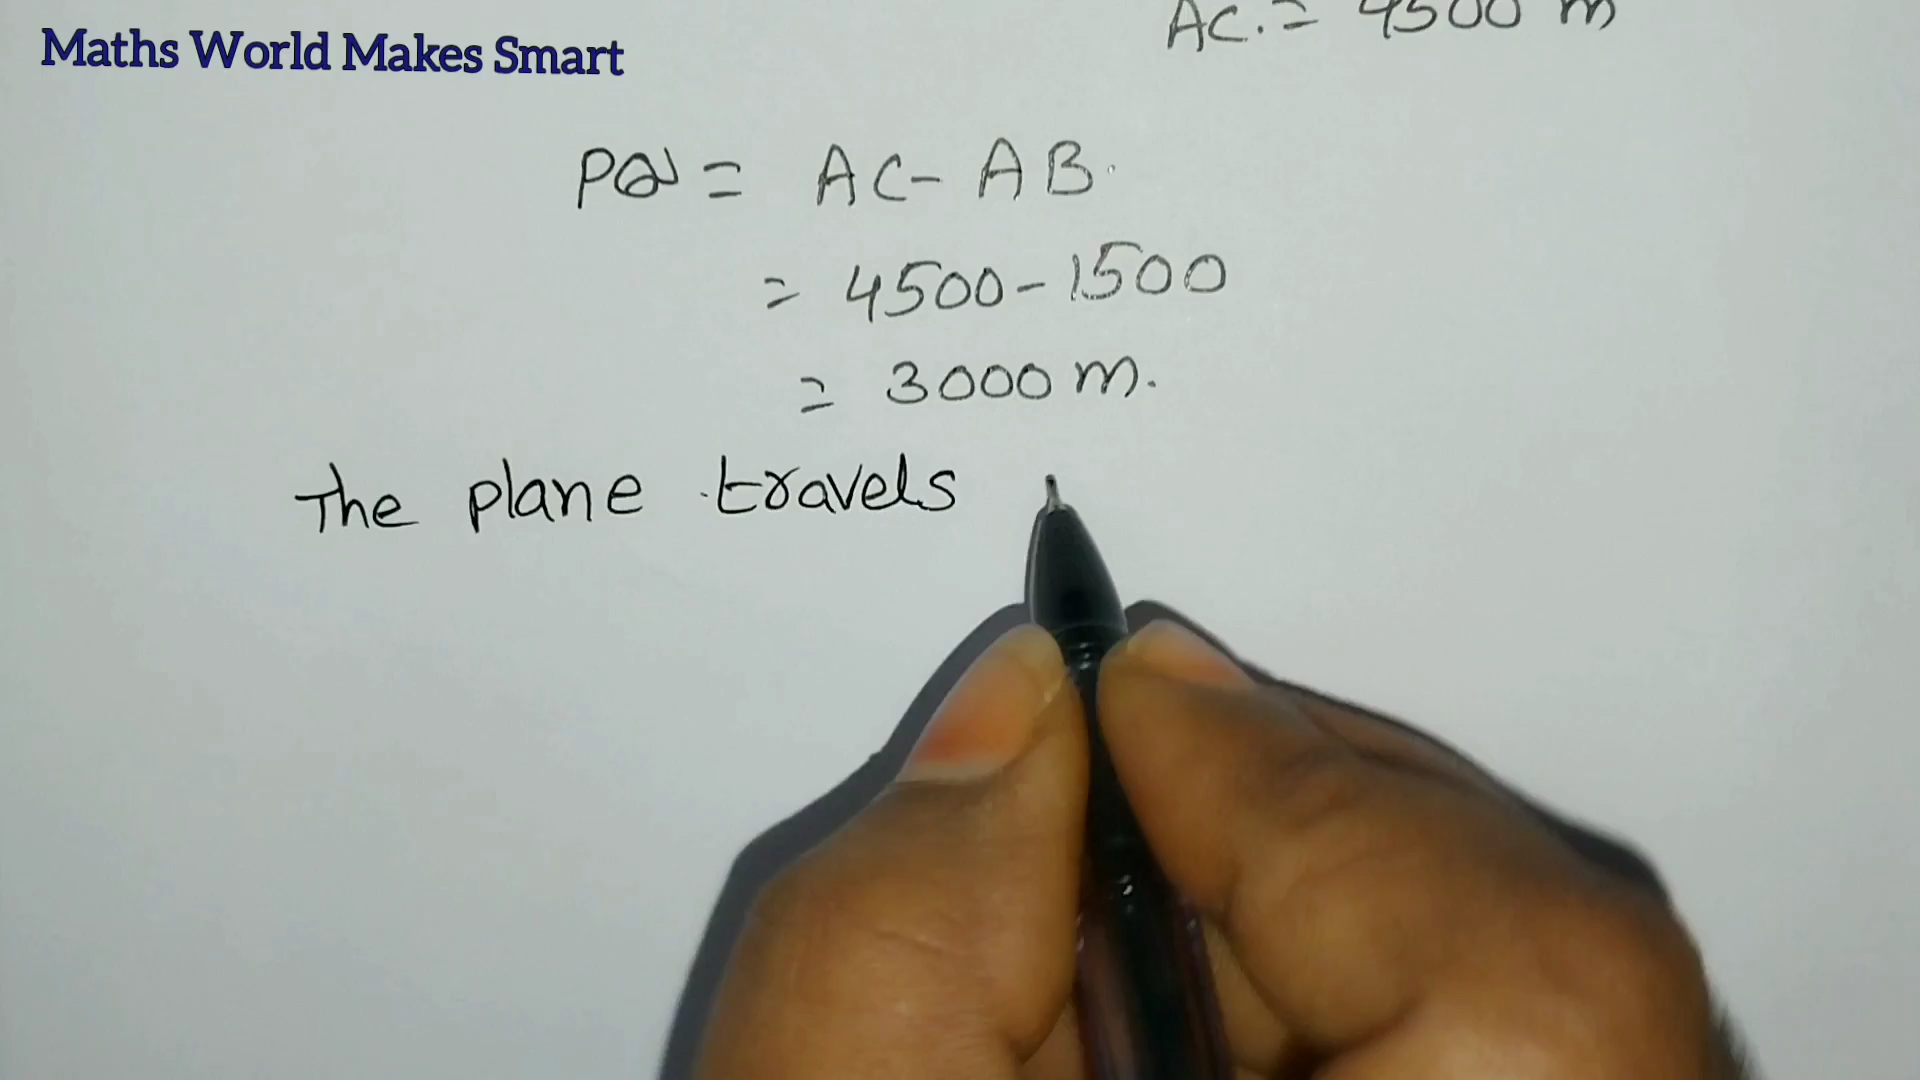 Maths World Makes Smart
AC. = 4500 m
PQ = AC - AB.
= 4500 - 1500
= 3000 m.
The plane travels